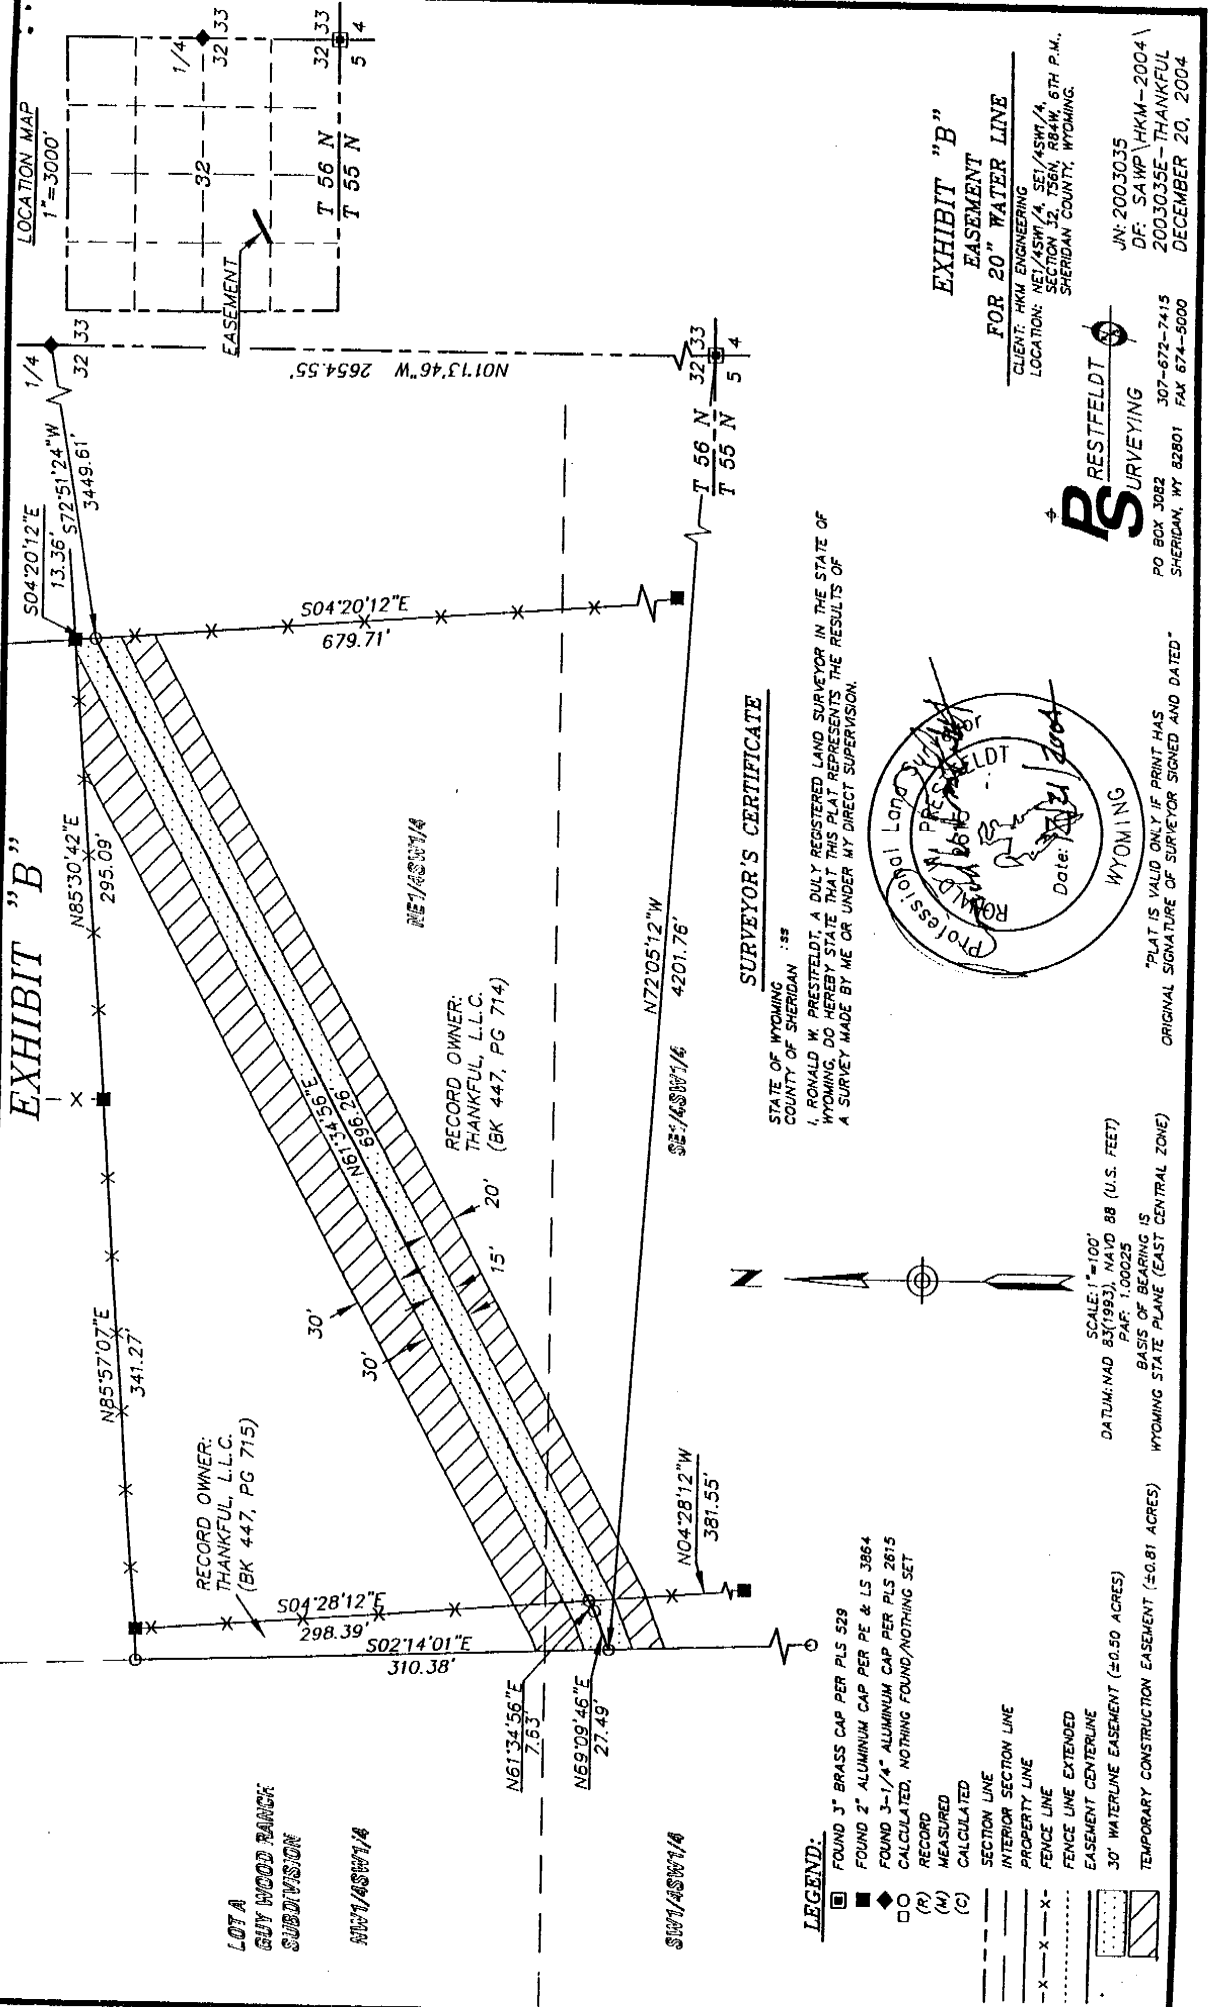 EXHIBIT "B"
LOCATION MAP
1"=3000'
1/4
32 33
32
32 33
5 4
T 56 N
T 55 N
EASEMENT
1/4
32 33
N01°13'46"W 2654.55'
S04°20'12"E
13.36'
S72°51'24"W
3449.61'
T 56 N
T 55 N
32 33
5 4
N85°30'42"E
295.09'
N85°57'07"E
341.27'
S04°20'12"E
679.71'
NE1/4SW1/4
RECORD OWNER:
THANKFUL, L.L.C.
(BK 447, PG 714)
N61°34'56"E
696.26'
30'
30'
15'
20'
RECORD OWNER:
THANKFUL, L.L.C.
(BK 447, PG 715)
S04°28'12"E
298.39'
S02°14'01"E
310.38'
N61°34'56"E
7.63'
N69°09'46"E
27.49'
N04°28'12"W
381.55'
SE1/4SW1/4
N72°05'12"W
4201.76'
LOT A
GUY WOOD RANCH
SUBDIVISION
NW1/4SW1/4
SW1/4SW1/4
LEGEND:
FOUND 3" BRASS CAP PER PLS 529
FOUND 2" ALUMINUM CAP PER PE & LS 3864
FOUND 3-1/4" ALUMINUM CAP PER PLS 2615
CALCULATED, NOTHING FOUND/NOTHING SET
(R) RECORD
(M) MEASURED
(C) CALCULATED
SECTION LINE
INTERIOR SECTION LINE
PROPERTY LINE
-X—X—X- FENCE LINE
FENCE LINE EXTENDED
EASEMENT CENTERLINE
30' WATERLINE EASEMENT (±0.50 ACRES)
TEMPORARY CONSTRUCTION EASEMENT (±0.81 ACRES)
N
SCALE: 1"=100'
DATUM: NAD 83(1993), NAVD 88 (U.S. FEET)
PAF: 1.00025
BASIS OF BEARING IS
WYOMING STATE PLANE (EAST CENTRAL ZONE)
SURVEYOR'S CERTIFICATE
STATE OF WYOMING
COUNTY OF SHERIDAN :ss
I, RONALD W. PRESTFELDT, A DULY REGISTERED LAND SURVEYOR IN THE STATE OF
WYOMING, DO HEREBY STATE THAT THIS PLAT REPRESENTS THE RESULTS OF
A SURVEY MADE BY ME OR UNDER MY DIRECT SUPERVISION.
Professional Land Surveyor
RONALD W. PRESTFELDT
2615
Date: 12/21/2004
WYOMING
"PLAT IS VALID ONLY IF PRINT HAS
ORIGINAL SIGNATURE OF SURVEYOR SIGNED AND DATED"
EXHIBIT "B"
EASEMENT
FOR 20" WATER LINE
CLIENT: HKM ENGINEERING
LOCATION: NE1/4SW1/4, SE1/4SW1/4,
SECTION 32, T56N, R84W, 6TH P.M.,
SHERIDAN COUNTY, WYOMING.
PRESTFELDT
SURVEYING
PO BOX 3082 307-672-7415
SHERIDAN, WY 82801 FAX 674-5000
JN: 2003035
DF: SAWP\HKM-2004\
2003035E-THANKFUL
DECEMBER 20, 2004